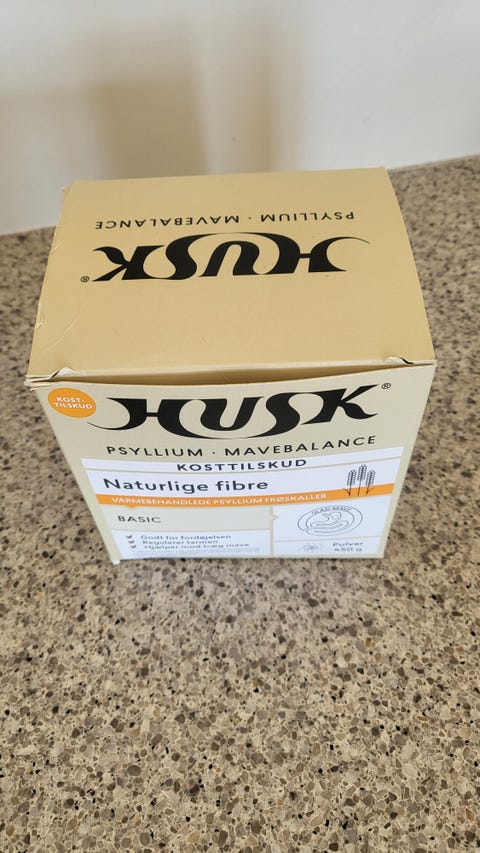 PSYLLIUM · MAVEBALANCE
HUSK®
KOST-
TILSKUD
HUSK®
PSYLLIUM · MAVEBALANCE
KOSTTILSKUD
Naturlige fibre
VARMEBEHANDLEDE PSYLLIUM FRØSKALLER
BASIC
GLAD MAVE
✓ Godt for fordøjelsen
✓ Regulerer tarmen
✓ Hjælper mod træg mave
Pulver
450 g